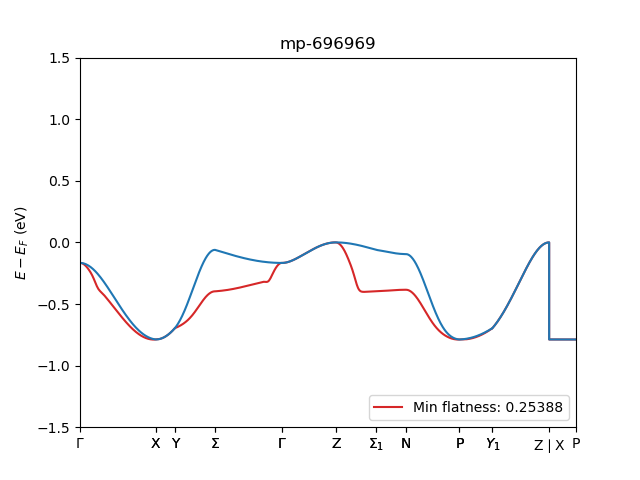 mp-696969
1.5
1.0
0.5
0.0
−0.5
−1.0
−1.5
E − E_F (eV)
Min flatness: 0.25388
Γ X Y Σ Γ Z Σ₁ N P Y₁ Z | X P